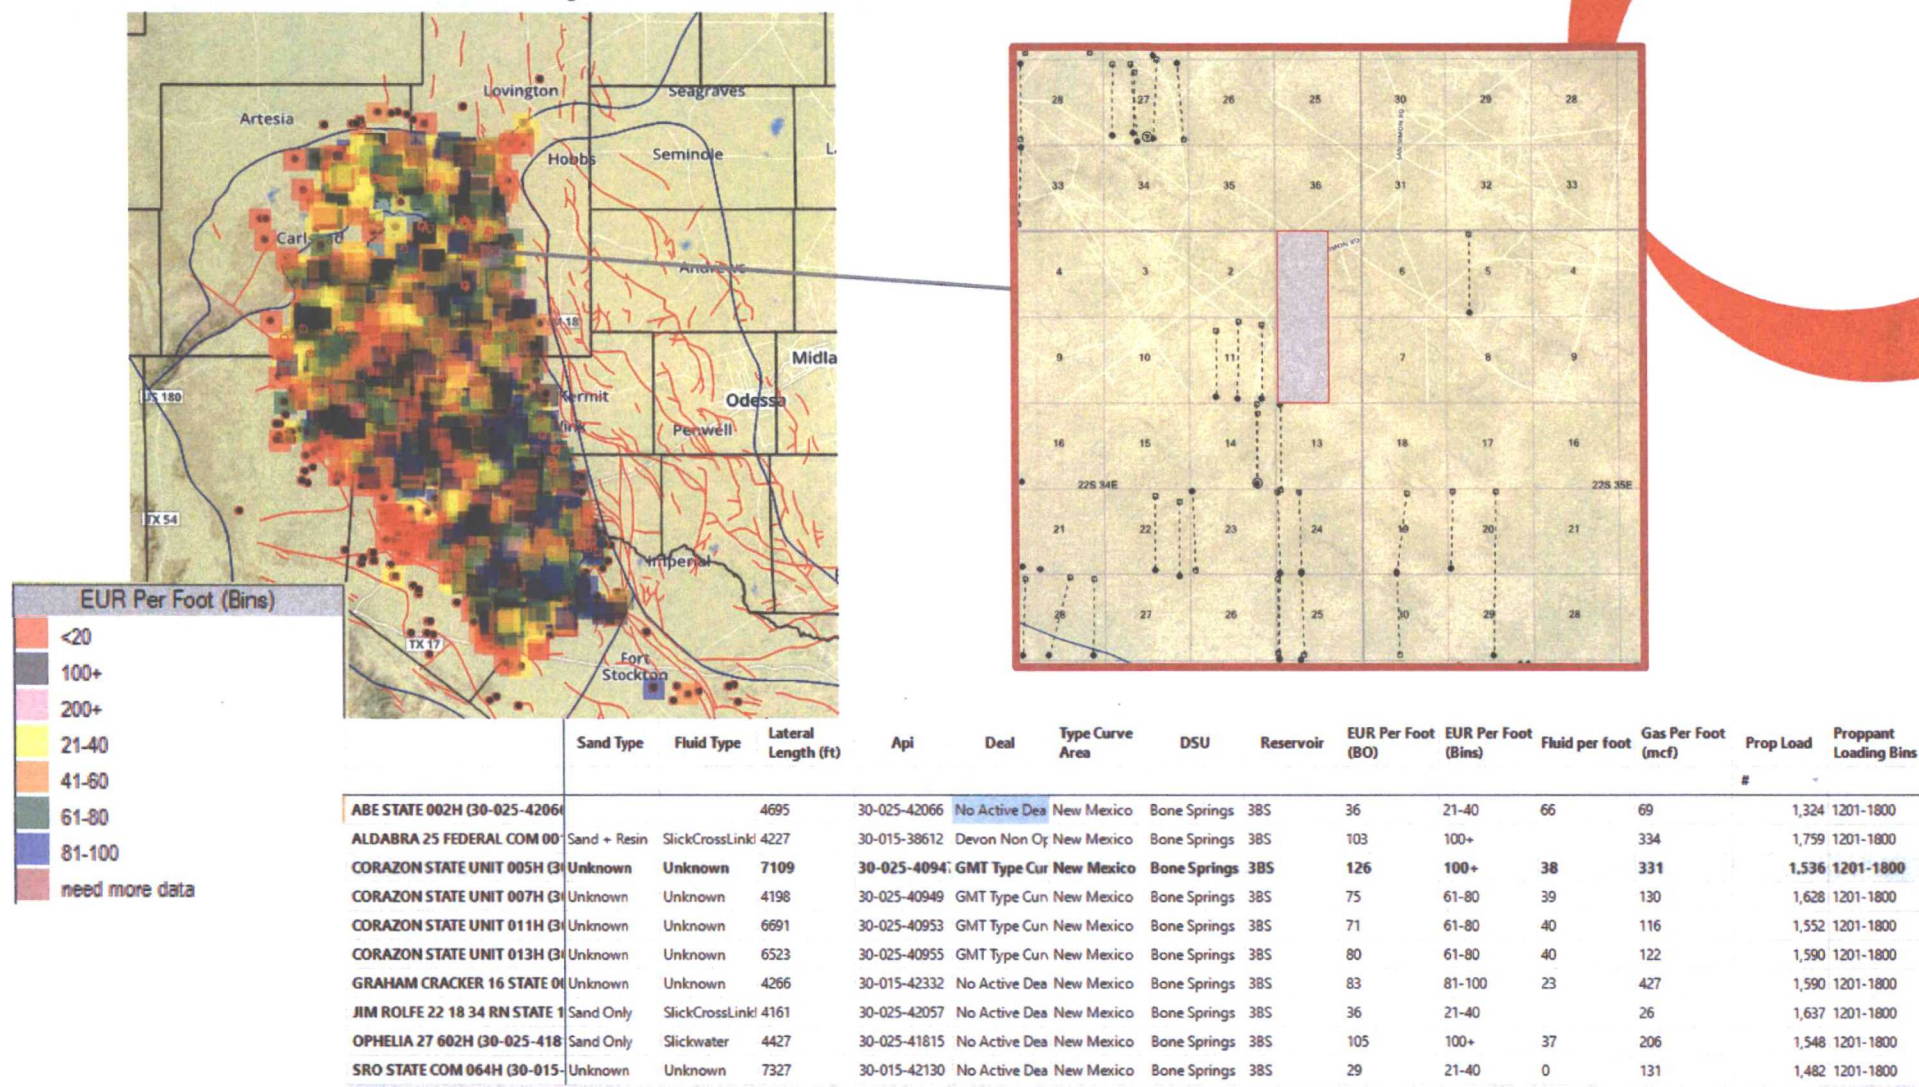 Lovington
Seagraves
Artesia
Hobbs
Seminole
L.
Carlsbad
Andrews
18
Midla
US 180
Kermit
Odessa
Wink
Penwell
TX 54
Imperial
TX 17
Fort
Stockton
28 27 26 25 30 29 28
SAN SIMON RD
33 34 35 36 31 32 33
4 3 2 6 5 4
9 10 11 7 8 9
16 15 14 13 18 17 16
22S 34E 22S 35E
21 22 23 24 19 20 21
28 27 26 25 30 29 28
EUR Per Foot (Bins)
<20
100+
200+
21-40
41-60
61-80
81-100
need more data
Sand Type Fluid Type Lateral Length (ft) Api Deal Type Curve Area DSU Reservoir EUR Per Foot (BO) EUR Per Foot (Bins) Fluid per foot Gas Per Foot (mcf) Prop Load Proppant Loading Bins
#
ABE STATE 002H (30-025-42066 4695 30-025-42066 No Active Dea New Mexico Bone Springs 3BS 36 21-40 66 69 1,324 1201-1800
ALDABRA 25 FEDERAL COM 00 Sand + Resin SlickCrossLink 4227 30-015-38612 Devon Non Op New Mexico Bone Springs 3BS 103 100+ 334 1,759 1201-1800
CORAZON STATE UNIT 005H (3 Unknown Unknown 7109 30-025-40947 GMT Type Cur New Mexico Bone Springs 3BS 126 100+ 38 331 1,536 1201-1800
CORAZON STATE UNIT 007H (3 Unknown Unknown 4198 30-025-40949 GMT Type Cur New Mexico Bone Springs 3BS 75 61-80 39 130 1,628 1201-1800
CORAZON STATE UNIT 011H (3 Unknown Unknown 6691 30-025-40953 GMT Type Cur New Mexico Bone Springs 3BS 71 61-80 40 116 1,552 1201-1800
CORAZON STATE UNIT 013H (3 Unknown Unknown 6523 30-025-40955 GMT Type Cur New Mexico Bone Springs 3BS 80 61-80 40 122 1,590 1201-1800
GRAHAM CRACKER 16 STATE 0 Unknown Unknown 4266 30-015-42332 No Active Dea New Mexico Bone Springs 3BS 83 81-100 23 427 1,590 1201-1800
JIM ROLFE 22 18 34 RN STATE 1 Sand Only SlickCrossLink 4161 30-025-42057 No Active Dea New Mexico Bone Springs 3BS 36 21-40 26 1,637 1201-1800
OPHELIA 27 602H (30-025-418 Sand Only Slickwater 4427 30-025-41815 No Active Dea New Mexico Bone Springs 3BS 105 100+ 37 206 1,548 1201-1800
SRO STATE COM 064H (30-015- Unknown Unknown 7327 30-015-42130 No Active Dea New Mexico Bone Springs 3BS 29 21-40 0 131 1,482 1201-1800